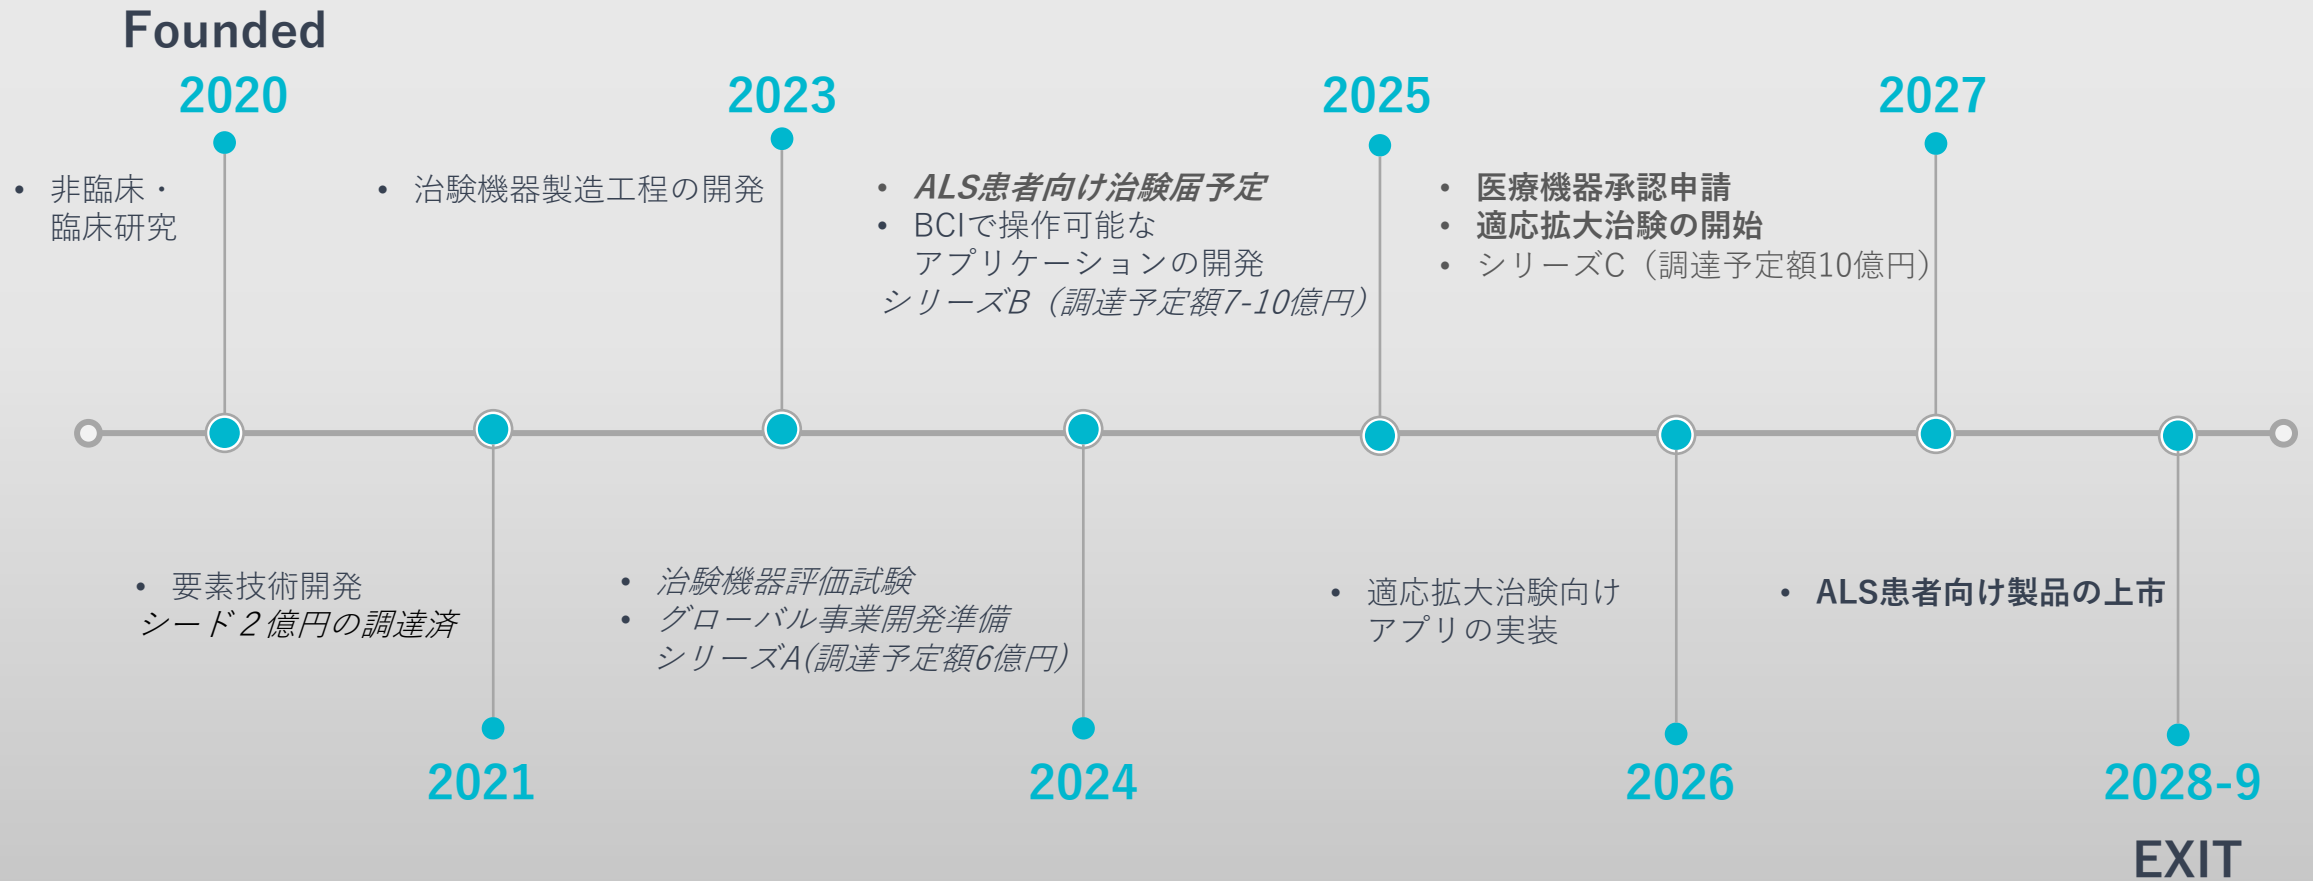 Founded
2020
• 非臨床・
臨床研究
2023
• 治験機器製造工程の開発
2025
• ALS患者向け治験届予定
• BCIで操作可能な
アプリケーションの開発
シリーズB（調達予定額7-10億円）
2027
• 医療機器承認申請
• 適応拡大治験の開始
• シリーズC（調達予定額10億円）
• 要素技術開発
シード２億円の調達済
2021
• 治験機器評価試験
• グローバル事業開発準備
シリーズA(調達予定額6億円)
2024
• 適応拡大治験向け
アプリの実装
2026
• ALS患者向け製品の上市
2028-9
EXIT